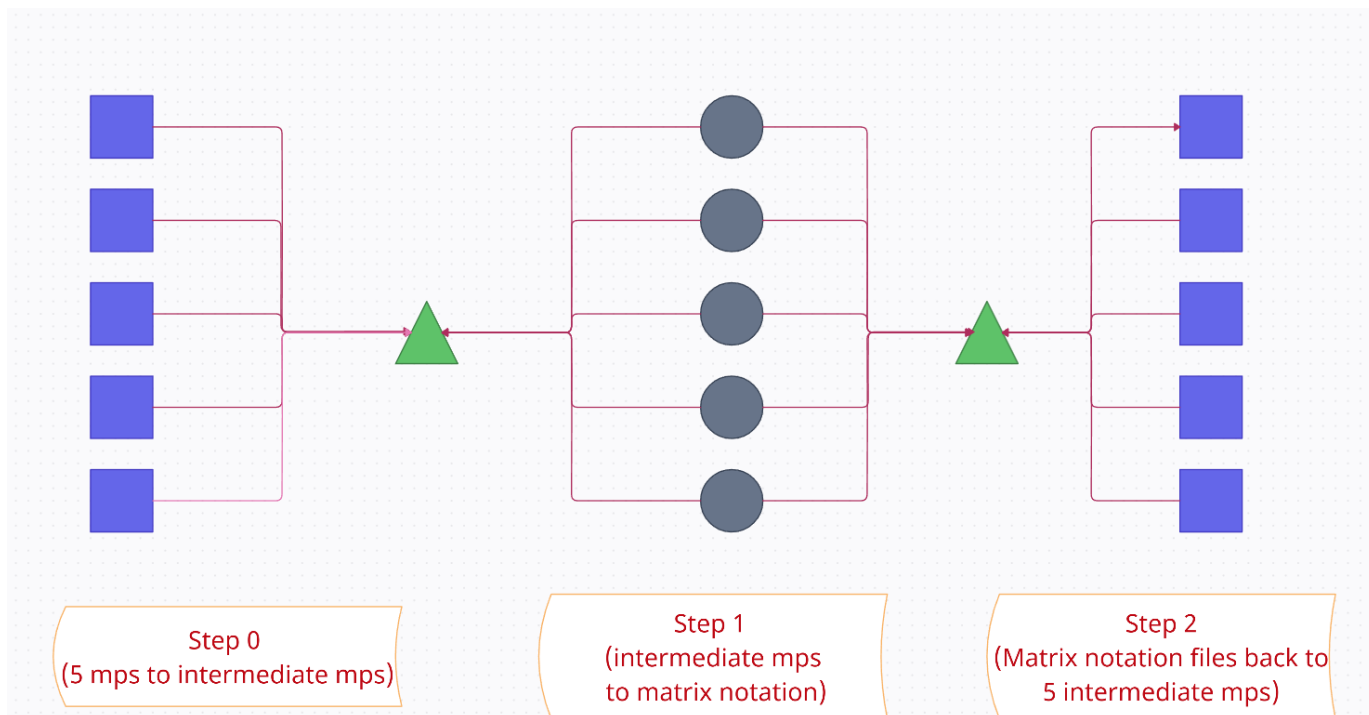 Step 0
(5 mps to intermediate mps)
Step 1
(intermediate mps
to matrix notation)
Step 2
(Matrix notation files back to
5 intermediate mps)